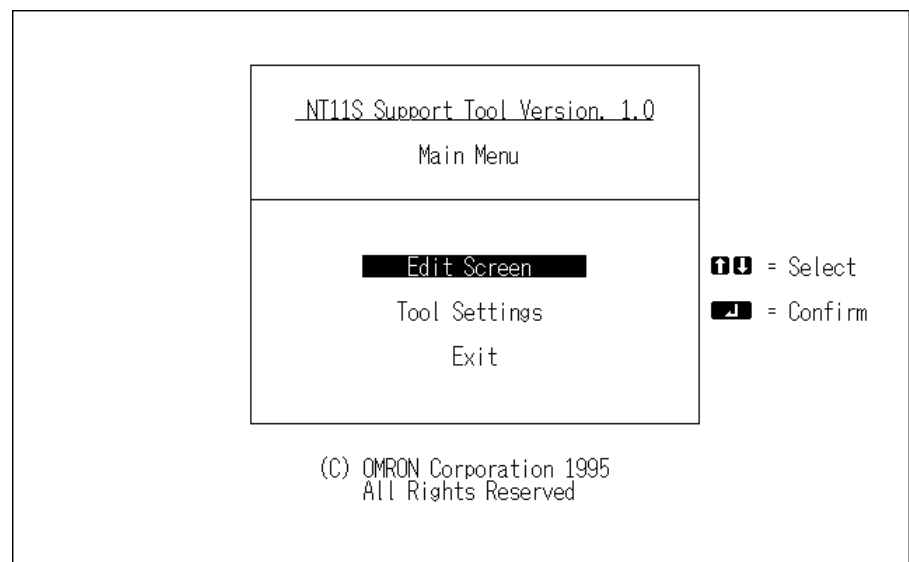 NT11S Support Tool Version. 1.0
Main Menu
Edit Screen
Tool Settings
Exit
⬆⬇ = Select
↵ = Confirm
(C) OMRON Corporation 1995
All Rights Reserved